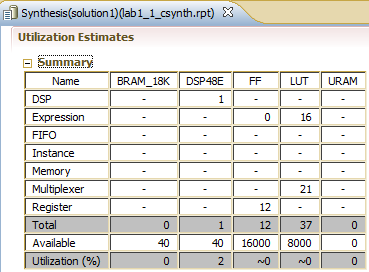 Synthesis(solution1)(lab1_1_csynth.rpt)
Utilization Estimates
Summary
Name BRAM_18K DSP48E FF LUT URAM
DSP - 1 - - -
Expression - - 0 16 -
FIFO - - - - -
Instance - - - - -
Memory - - - - -
Multiplexer - - - 21 -
Register - - 12 - -
Total 0 1 12 37 0
Available 40 40 16000 8000 0
Utilization (%) 0 2 ~0 ~0 0